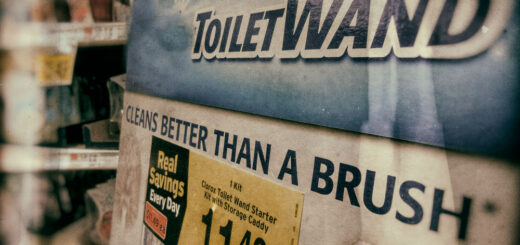 TOILETWAND
CLEANS BETTER THAN A BRUSH*
Real
Savings
Every Day
1 Kit
Clorox Toilet Wand Starter
Kit with Storage Caddy